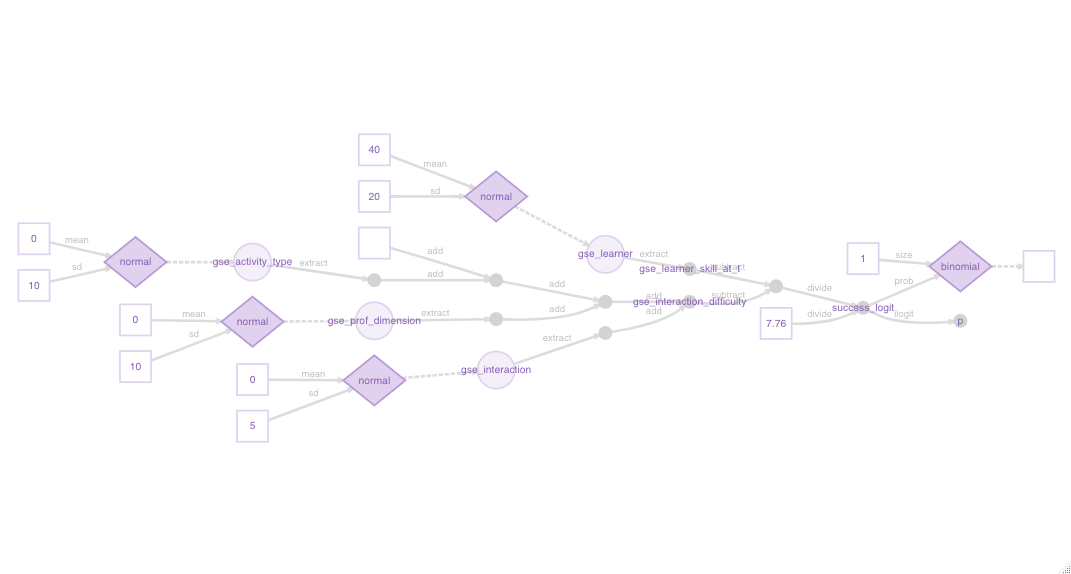 40
mean
20
sd
normal
0
mean
10
sd
normal
gse_activity_type
extract
add
add
gse_learner
extract
gse_learner_skill_at_t
subtract
1
size
binomial
prob
0
mean
sd
10
normal
gse_prof_dimension
extract
add
add
add
gse_interaction_difficulty
add
subtract
7.76
divide
divide
success_logit
ilogit
p
0
mean
sd
5
normal
gse_interaction
extract